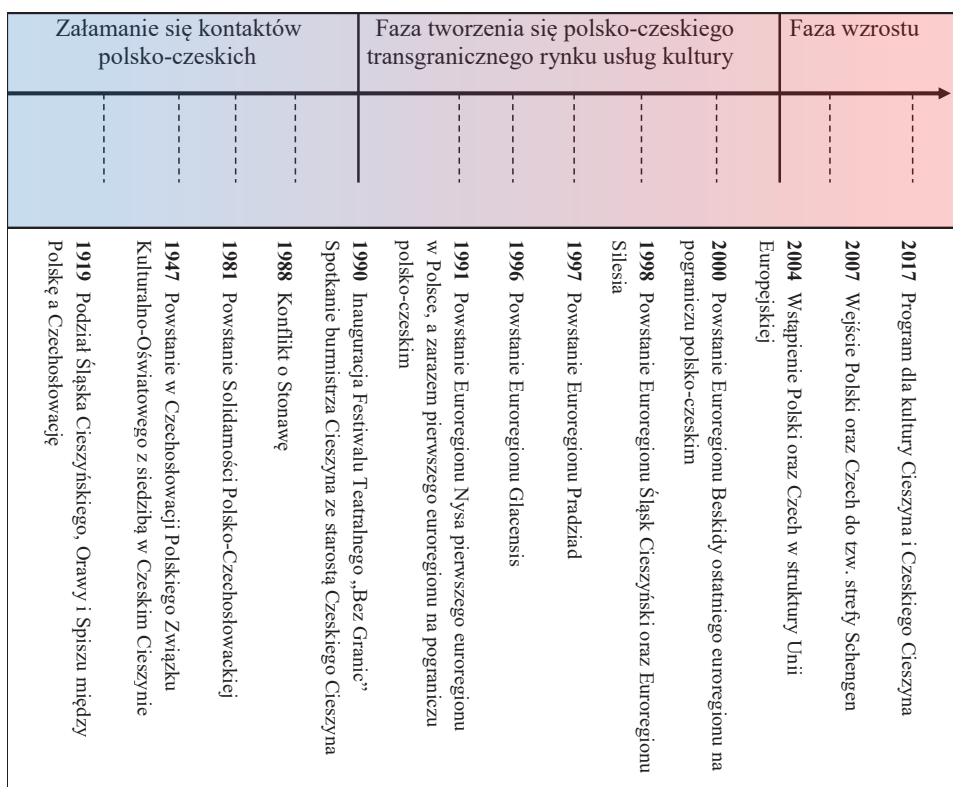 Załamanie się kontaktów
polsko-czeskich
Faza tworzenia się polsko-czeskiego
transgranicznego rynku usług kultury
Faza wzrostu
1919 Podział Śląska Cieszyńskiego, Orawy i Spiszu między
Polskę a Czechosłowację
1947 Powstanie w Czechosłowacji Polskiego Związku
Kulturalno-Oświatowego z siedzibą w Czeskim Cieszynie
1981 Powstanie Solidarności Polsko-Czechosłowackiej
1988 Konflikt o Stonawę
1990 Inauguracja Festiwalu Teatralnego „Bez Granic”
Spotkanie burmistrza Cieszyna ze starostą Czeskiego Cieszyna
1991 Powstanie Euroregionu Nysa pierwszego euroregionu
w Polsce, a zarazem pierwszego euroregionu na pograniczu
polsko-czeskim
1996 Powstanie Euroregionu Glacensis
1997 Powstanie Euroregionu Pradziad
1998 Powstanie Euroregionu Śląsk Cieszyński oraz Euroregionu
Silesia
2000 Powstanie Euroregionu Beskidy ostatniego euroregionu na
pograniczu polsko-czeskim
2004 Wstąpienie Polski oraz Czech w struktury Unii
Europejskiej
2007 Wejście Polski oraz Czech do tzw. strefy Schengen
2017 Program dla kultury Cieszyna i Czeskiego Cieszyna